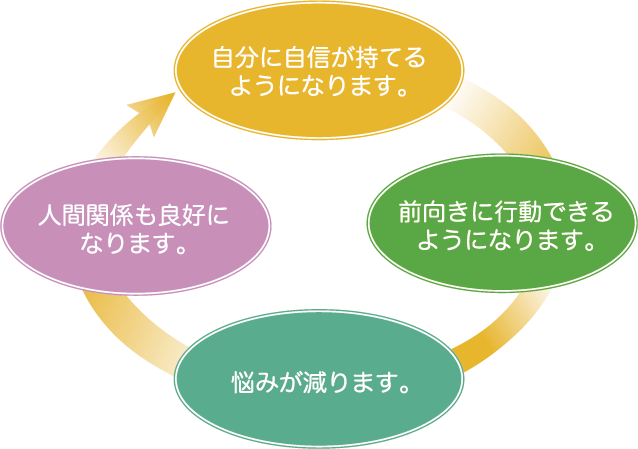 自分に自信が持てる
ようになります。
前向きに行動できる
ようになります。
悩みが減ります。
人間関係も良好に
なります。